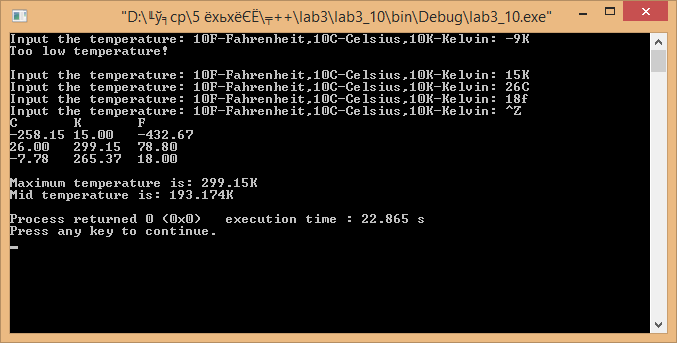 "D:\╙ў╕ср\5 ёхьхёЄЁ\╤++\lab3\lab3_10\bin\Debug\lab3_10.exe"
Input the temperature: 10F-Fahrenheit,10C-Celsius,10K-Kelvin: -9K
Too low temperature!
Input the temperature: 10F-Fahrenheit,10C-Celsius,10K-Kelvin: 15K
Input the temperature: 10F-Fahrenheit,10C-Celsius,10K-Kelvin: 26C
Input the temperature: 10F-Fahrenheit,10C-Celsius,10K-Kelvin: 18f
Input the temperature: 10F-Fahrenheit,10C-Celsius,10K-Kelvin: ^Z
C K F
-258.15 15.00 -432.67
26.00 299.15 78.80
-7.78 265.37 18.00
Maximum temperature is: 299.15K
Mid temperature is: 193.174K
Process returned 0 (0x0) execution time : 22.865 s
Press any key to continue.